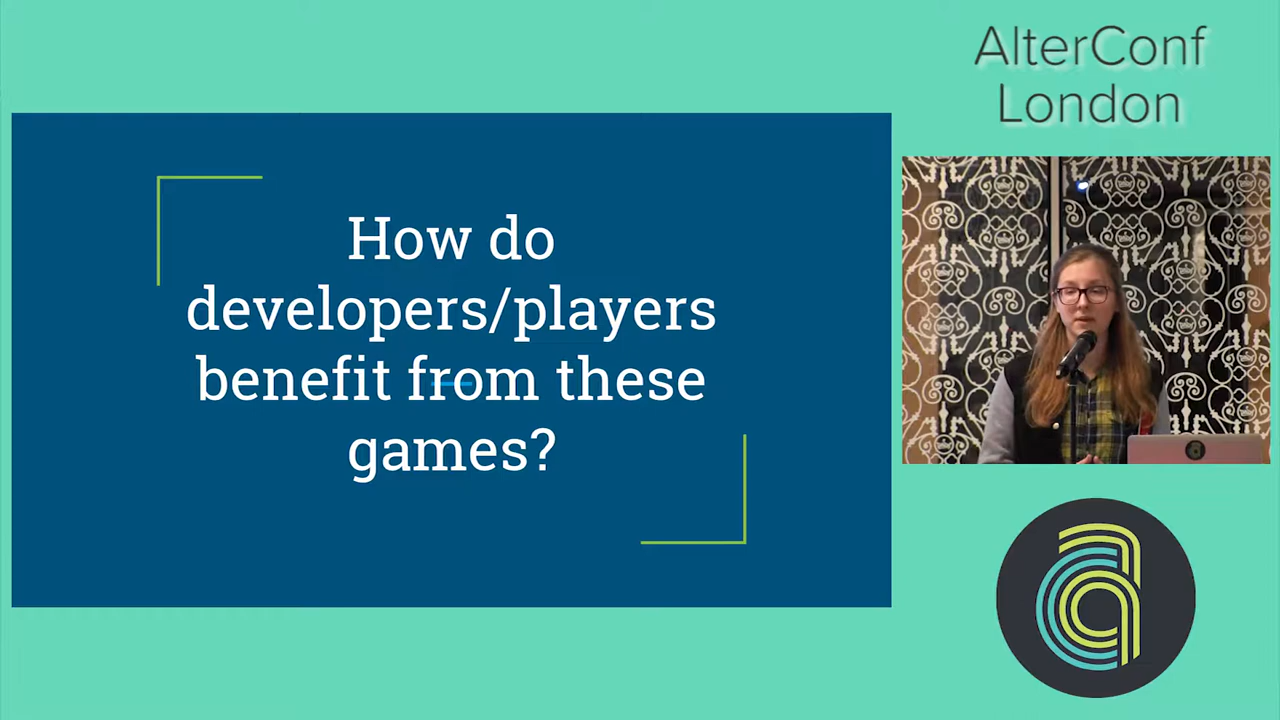 AlterConf
London
How do
developers/players
benefit from these
games?